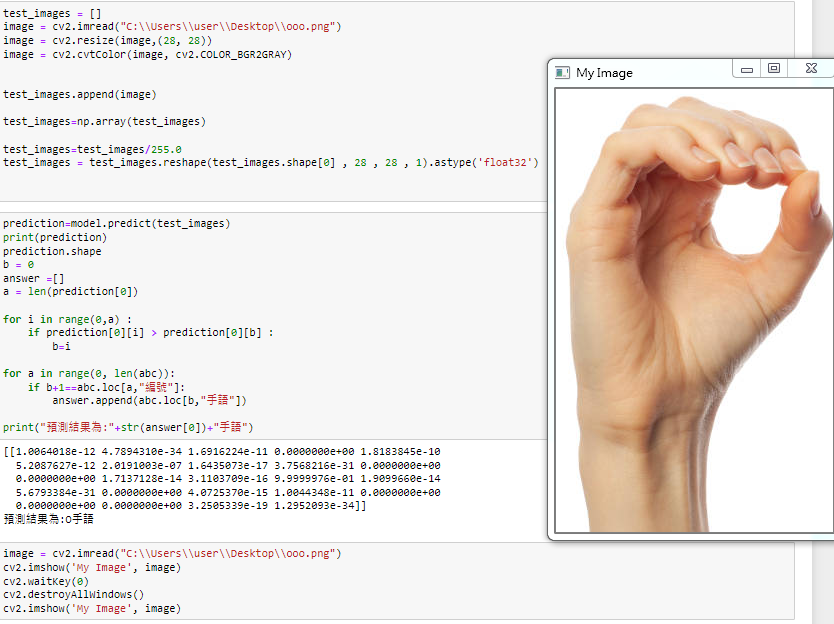 test_images = []
image = cv2.imread("C:\\Users\\user\\Desktop\\ooo.png")
image = cv2.resize(image,(28, 28))
image = cv2.cvtColor(image, cv2.COLOR_BGR2GRAY)
test_images.append(image)
test_images=np.array(test_images)
test_images=test_images/255.0
test_images = test_images.reshape(test_images.shape[0] , 28 , 28 , 1).astype('float32')
My Image
prediction=model.predict(test_images)
print(prediction)
prediction.shape
b = 0
answer =[]
a = len(prediction[0])
for i in range(0,a) :
    if prediction[0][i] > prediction[0][b] :
        b=i
for a in range(0, len(abc)):
    if b+1==abc.loc[a,"編號"]:
        answer.append(abc.loc[b,"手語"])
print("預測結果為:"+str(answer[0])+"手語")
[[1.0064018e-12 4.7894310e-34 1.6916224e-11 0.0000000e+00 1.8183845e-10
  5.2087627e-12 2.0191003e-07 1.6435073e-17 3.7568216e-31 0.0000000e+00
  0.0000000e+00 1.7137128e-14 3.1103709e-16 9.9999976e-01 1.9099660e-14
  5.6793384e-31 0.0000000e+00 4.0725370e-15 1.0044348e-11 0.0000000e+00
  0.0000000e+00 0.0000000e+00 3.2505339e-19 1.2952093e-34]]
預測結果為:O手語
image = cv2.imread("C:\\Users\\user\\Desktop\\ooo.png")
cv2.imshow('My Image', image)
cv2.waitKey(0)
cv2.destroyAllWindows()
cv2.imshow('My Image', image)